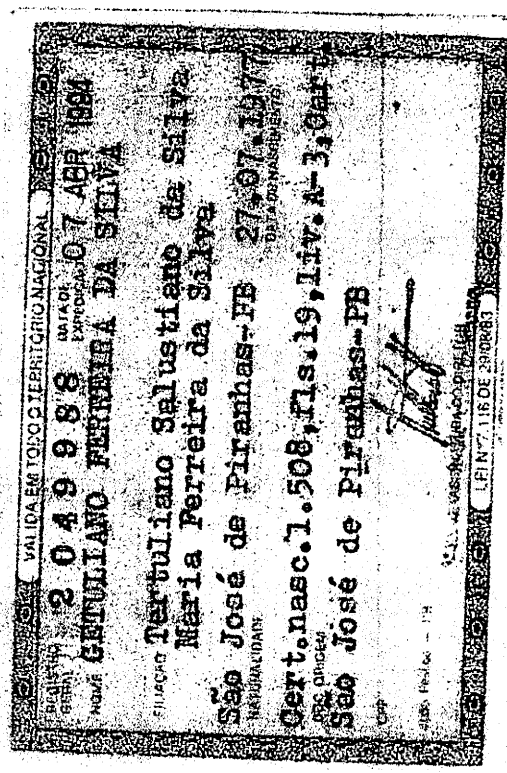 VALIDA EM TODO O TERRITÓRIO NACIONAL
REGISTRO GERAL 2 049 988 DATA DE EXPEDIÇÃO 07 ABR 1994
NOME GETULIANO FERREIRA DA SILVA
FILIAÇÃO Tertuliano Salustiano da Silva
Maria Ferreira da Silva
São José de Piranhas-PB 27.07.1977
NATURALIDADE DATA DE NASCIMENTO
Cert.nasc.1.508,fls.19,liv.A-3,Cart.
DOC ORIGEM
São José de Piranhas-PB
CPF
LEI Nº 7.116 DE 29/08/83